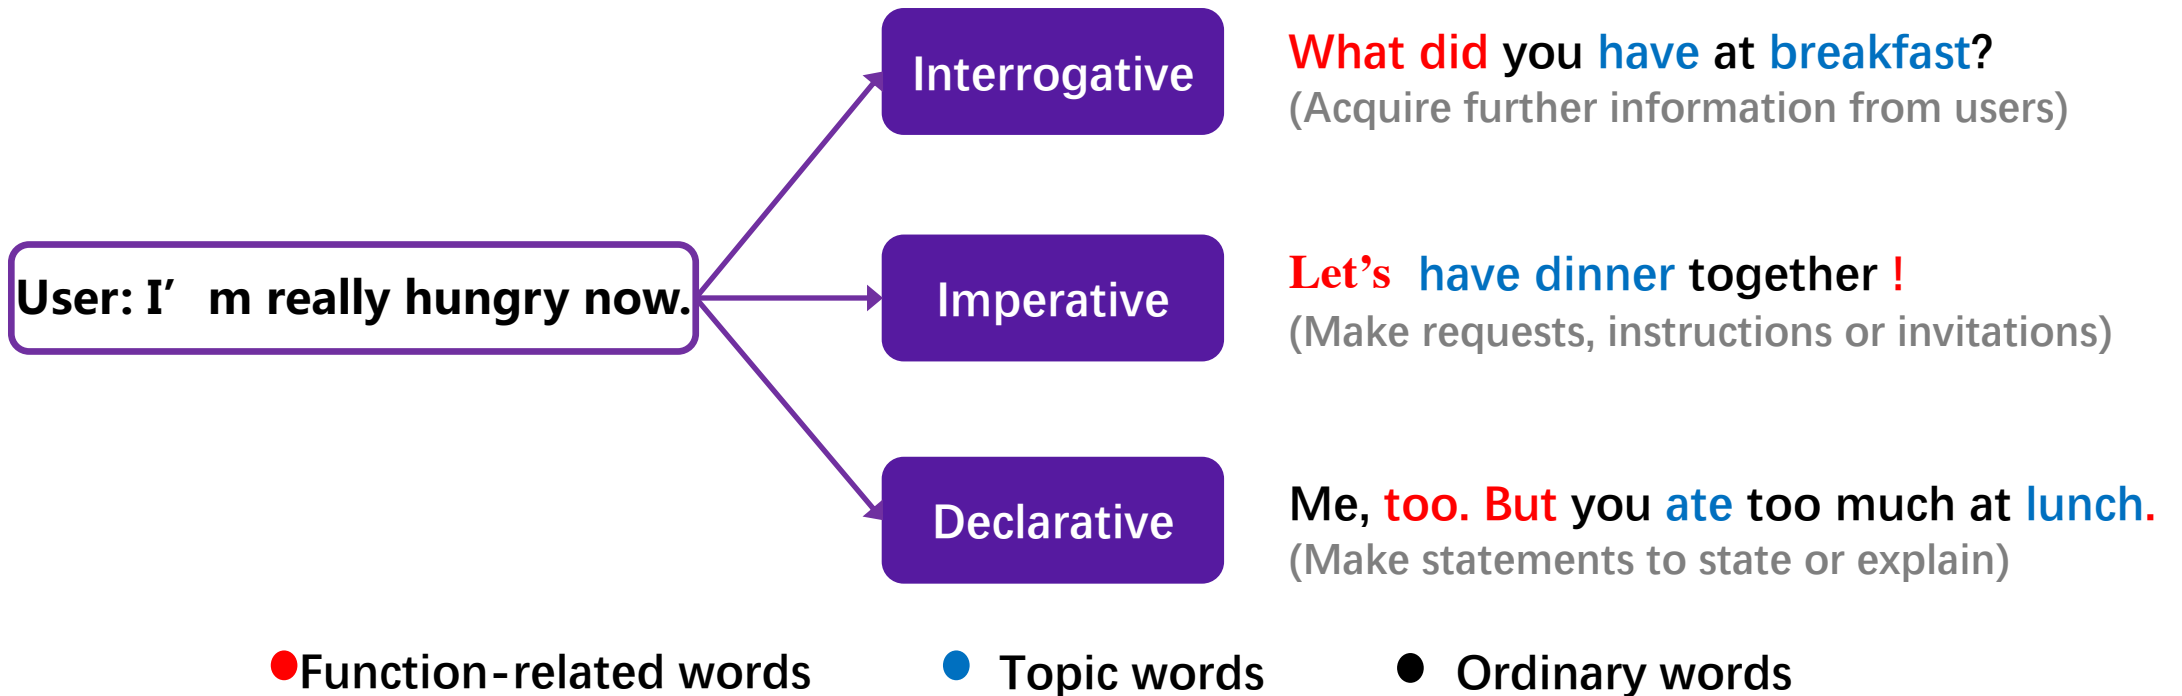 Interrogative
What did you have at breakfast?
(Acquire further information from users)
User: I’ m really hungry now.
Imperative
Let’s have dinner together !
(Make requests, instructions or invitations)
Declarative
Me, too. But you ate too much at lunch.
(Make statements to state or explain)
Function-related words
Topic words
Ordinary words